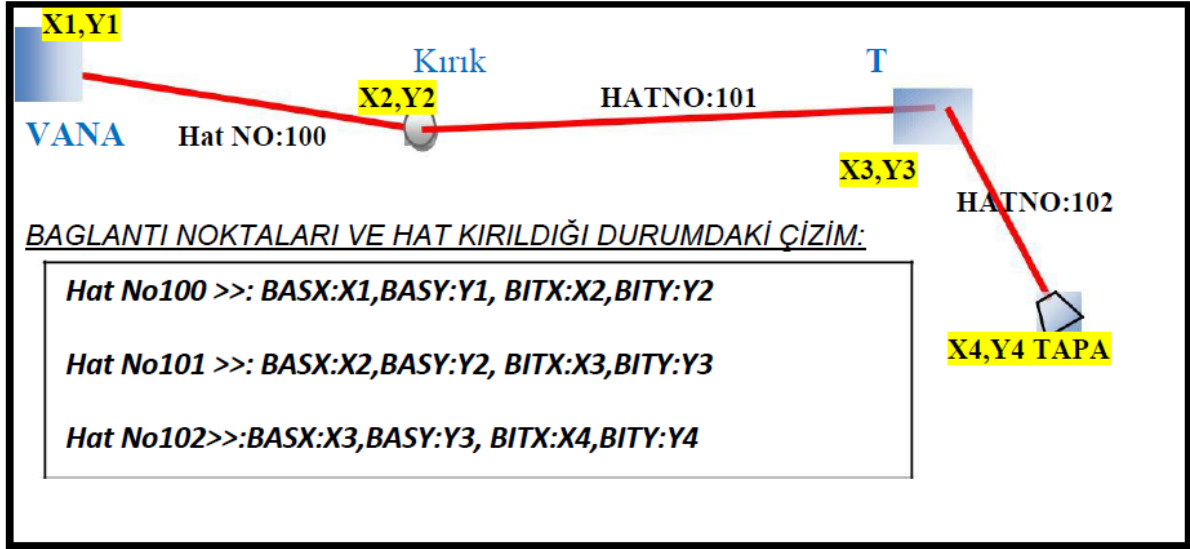 X1,Y1
Kırık
T
X2,Y2
HATNO:101
VANA
Hat NO:100
X3,Y3
HATNO:102
BAGLANTI NOKTALARI VE HAT KIRILDIĞI DURUMDAKİ ÇİZİM:
Hat No100 >>: BASX:X1,BASY:Y1, BITX:X2,BITY:Y2
X4,Y4 TAPA
Hat No101 >>: BASX:X2,BASY:Y2, BITX:X3,BITY:Y3
Hat No102>>:BASX:X3,BASY:Y3, BITX:X4,BITY:Y4